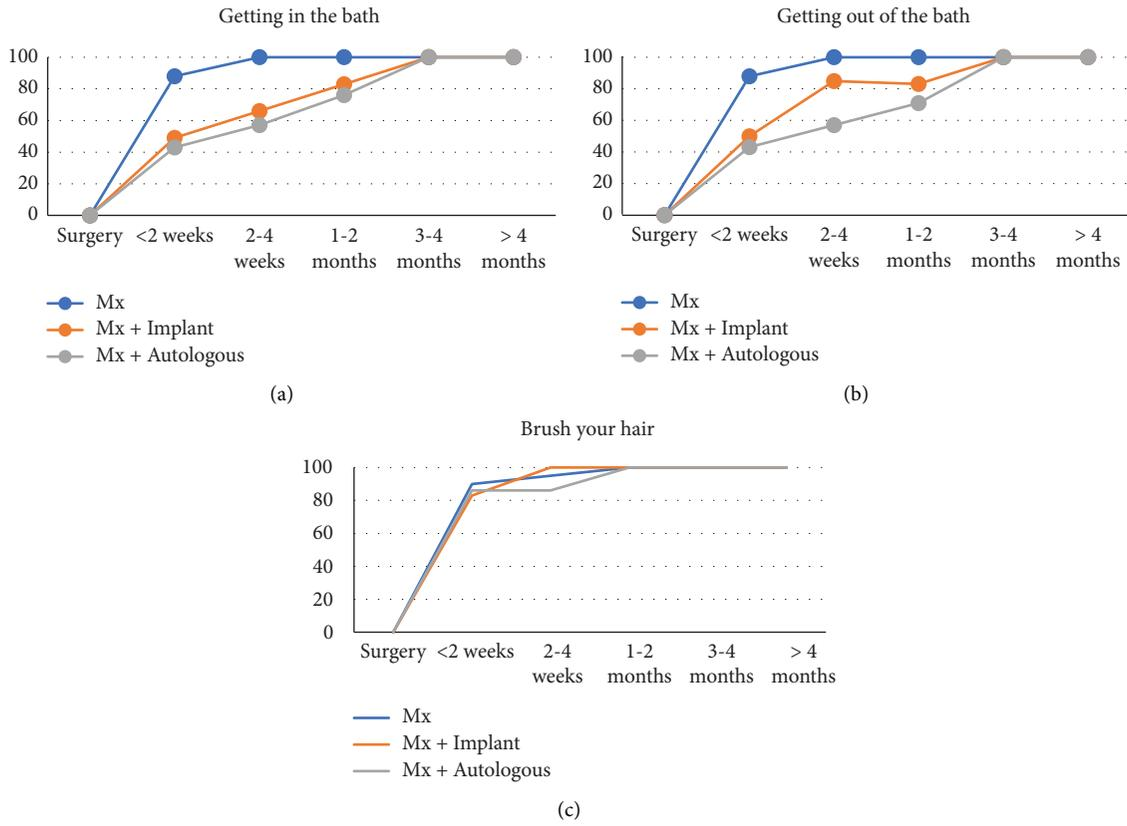 Getting in the bath
100
80
60
40
20
0
Surgery <2 weeks 2-4 1-2 3-4 > 4
weeks months months months
Mx
Mx + Implant
Mx + Autologous
(a)
Getting out of the bath
100
80
60
40
20
0
Surgery <2 weeks 2-4 1-2 3-4 > 4
weeks months months months
Mx
Mx + Implant
Mx + Autologous
(b)
Brush your hair
100
80
60
40
20
0
Surgery <2 weeks 2-4 1-2 3-4 > 4
weeks months months months
Mx
Mx + Implant
Mx + Autologous
(c)